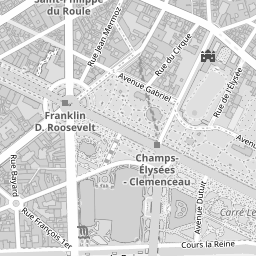 Saint-Philippe
du Roule
Rue Jean Mermoz
Rue du Cirque
Avenue Gabriel
Rue de l'Élysée
Franklin
D. Roosevelt
Champs-
Élysées
- Clemenceau
Rue Bayard
Rue François 1er
Avenue Dutuit
Carré Le
Cours la Reine